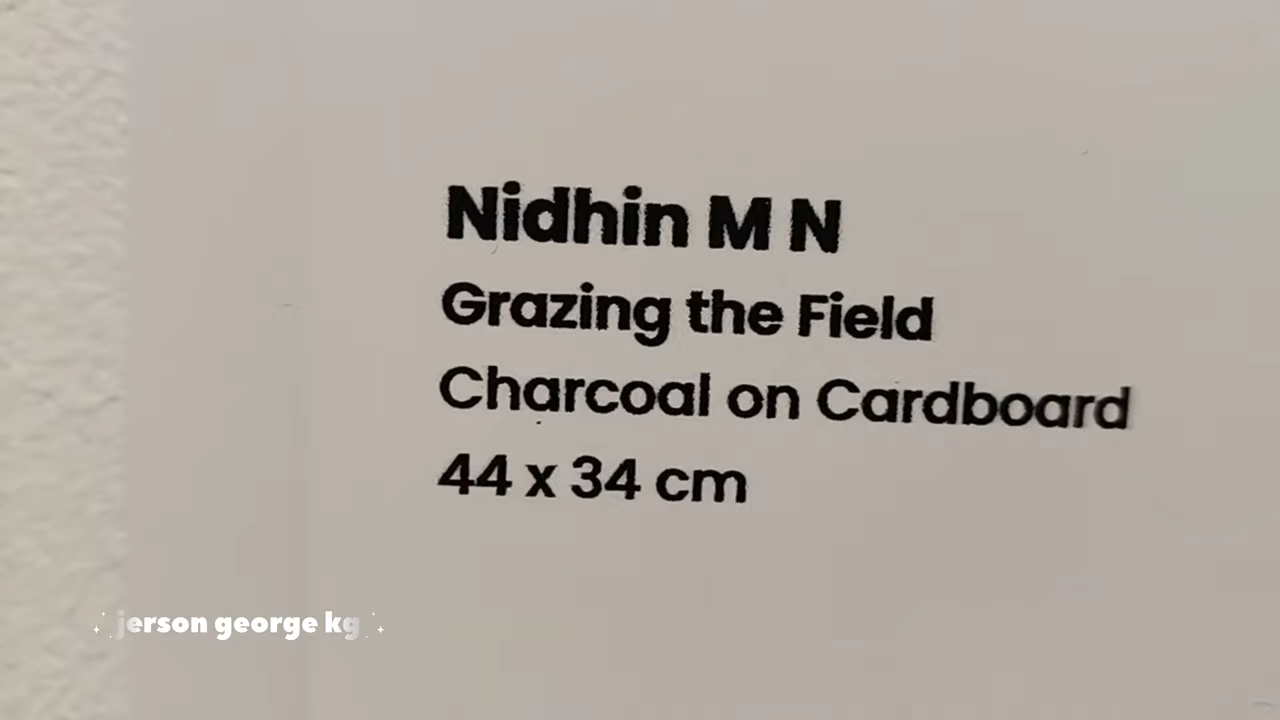 Nidhin M N
Grazing the Field
Charcoal on Cardboard
44 x 34 cm
jerson george kg